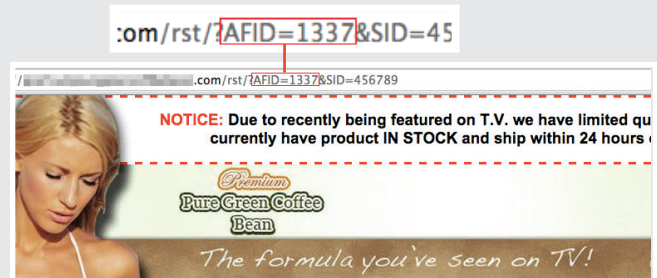 :om/rst/?AFID=1337&SID=45
/ .com/rst/?AFID=1337&SID=456789
NOTICE: Due to recently being featured on T.V. we have limited qu
currently have product IN STOCK and ship within 24 hours
Premium
Pure Green Coffee
Bean
The formula you've seen on TV!